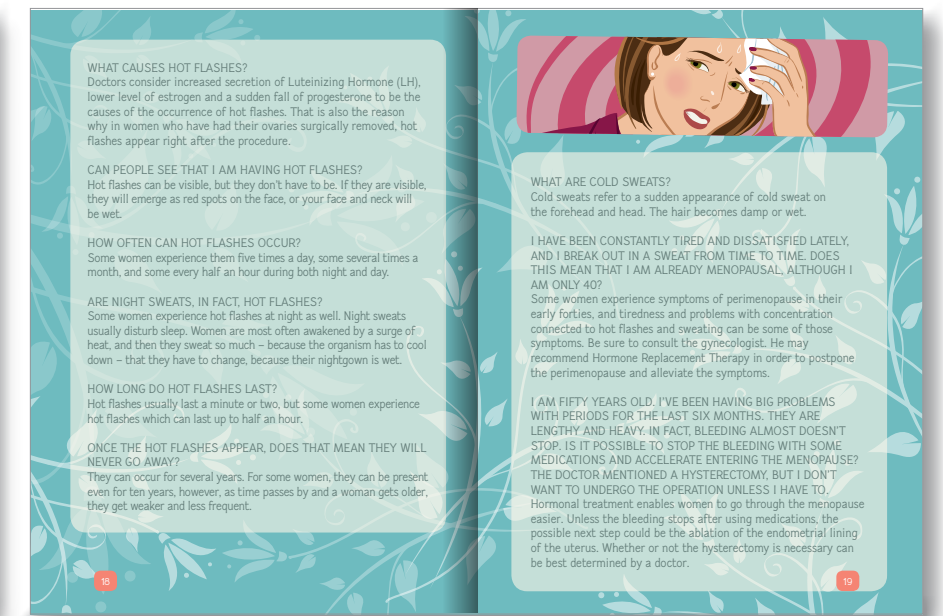 WHAT CAUSES HOT FLASHES?
Doctors consider increased secretion of Luteinizing Hormone (LH),
lower level of estrogen and a sudden fall of progesterone to be the
causes of the occurrence of hot flashes. That is also the reason
why in women who have had their ovaries surgically removed, hot
flashes appear right after the procedure.
CAN PEOPLE SEE THAT I AM HAVING HOT FLASHES?
Hot flashes can be visible, but they don't have to be. If they are visible,
they will emerge as red spots on the face, or your face and neck will
be wet.
HOW OFTEN CAN HOT FLASHES OCCUR?
Some women experience them five times a day, some several times a
month, and some every half an hour during both night and day.
ARE NIGHT SWEATS, IN FACT, HOT FLASHES?
Some women experience hot flashes at night as well. Night sweats
usually disturb sleep. Women are most often awakened by a surge of
heat, and then they sweat so much – because the organism has to cool
down – that they have to change, because their nightgown is wet.
HOW LONG DO HOT FLASHES LAST?
Hot flashes usually last a minute or two, but some women experience
hot flashes which can last up to half an hour.
ONCE THE HOT FLASHES APPEAR, DOES THAT MEAN THEY WILL
NEVER GO AWAY?
They can occur for several years. For some women, they can be present
even for ten years, however, as time passes by and a woman gets older,
they get weaker and less frequent.
18
WHAT ARE COLD SWEATS?
Cold sweats refer to a sudden appearance of cold sweat on
the forehead and head. The hair becomes damp or wet.
I HAVE BEEN CONSTANTLY TIRED AND DISSATISFIED LATELY,
AND I BREAK OUT IN A SWEAT FROM TIME TO TIME. DOES
THIS MEAN THAT I AM ALREADY MENOPAUSAL, ALTHOUGH I
AM ONLY 40?
Some women experience symptoms of perimenopause in their
early forties, and tiredness and problems with concentration
connected to hot flashes and sweating can be some of those
symptoms. Be sure to consult the gynecologist. He may
recommend Hormone Replacement Therapy in order to postpone
the perimenopause and alleviate the symptoms.
I AM FIFTY YEARS OLD. I'VE BEEN HAVING BIG PROBLEMS
WITH PERIODS FOR THE LAST SIX MONTHS. THEY ARE
LENGTHY AND HEAVY. IN FACT, BLEEDING ALMOST DOESN'T
STOP. IS IT POSSIBLE TO STOP THE BLEEDING WITH SOME
MEDICATIONS AND ACCELERATE ENTERING THE MENOPAUSE?
THE DOCTOR MENTIONED A HYSTERECTOMY, BUT I DON'T
WANT TO UNDERGO THE OPERATION UNLESS I HAVE TO.
Hormonal treatment enables women to go through the menopause
easier. Unless the bleeding stops after using medications, the
possible next step could be the ablation of the endometrial lining
of the uterus. Whether or not the hysterectomy is necessary can
be best determined by a doctor.
19